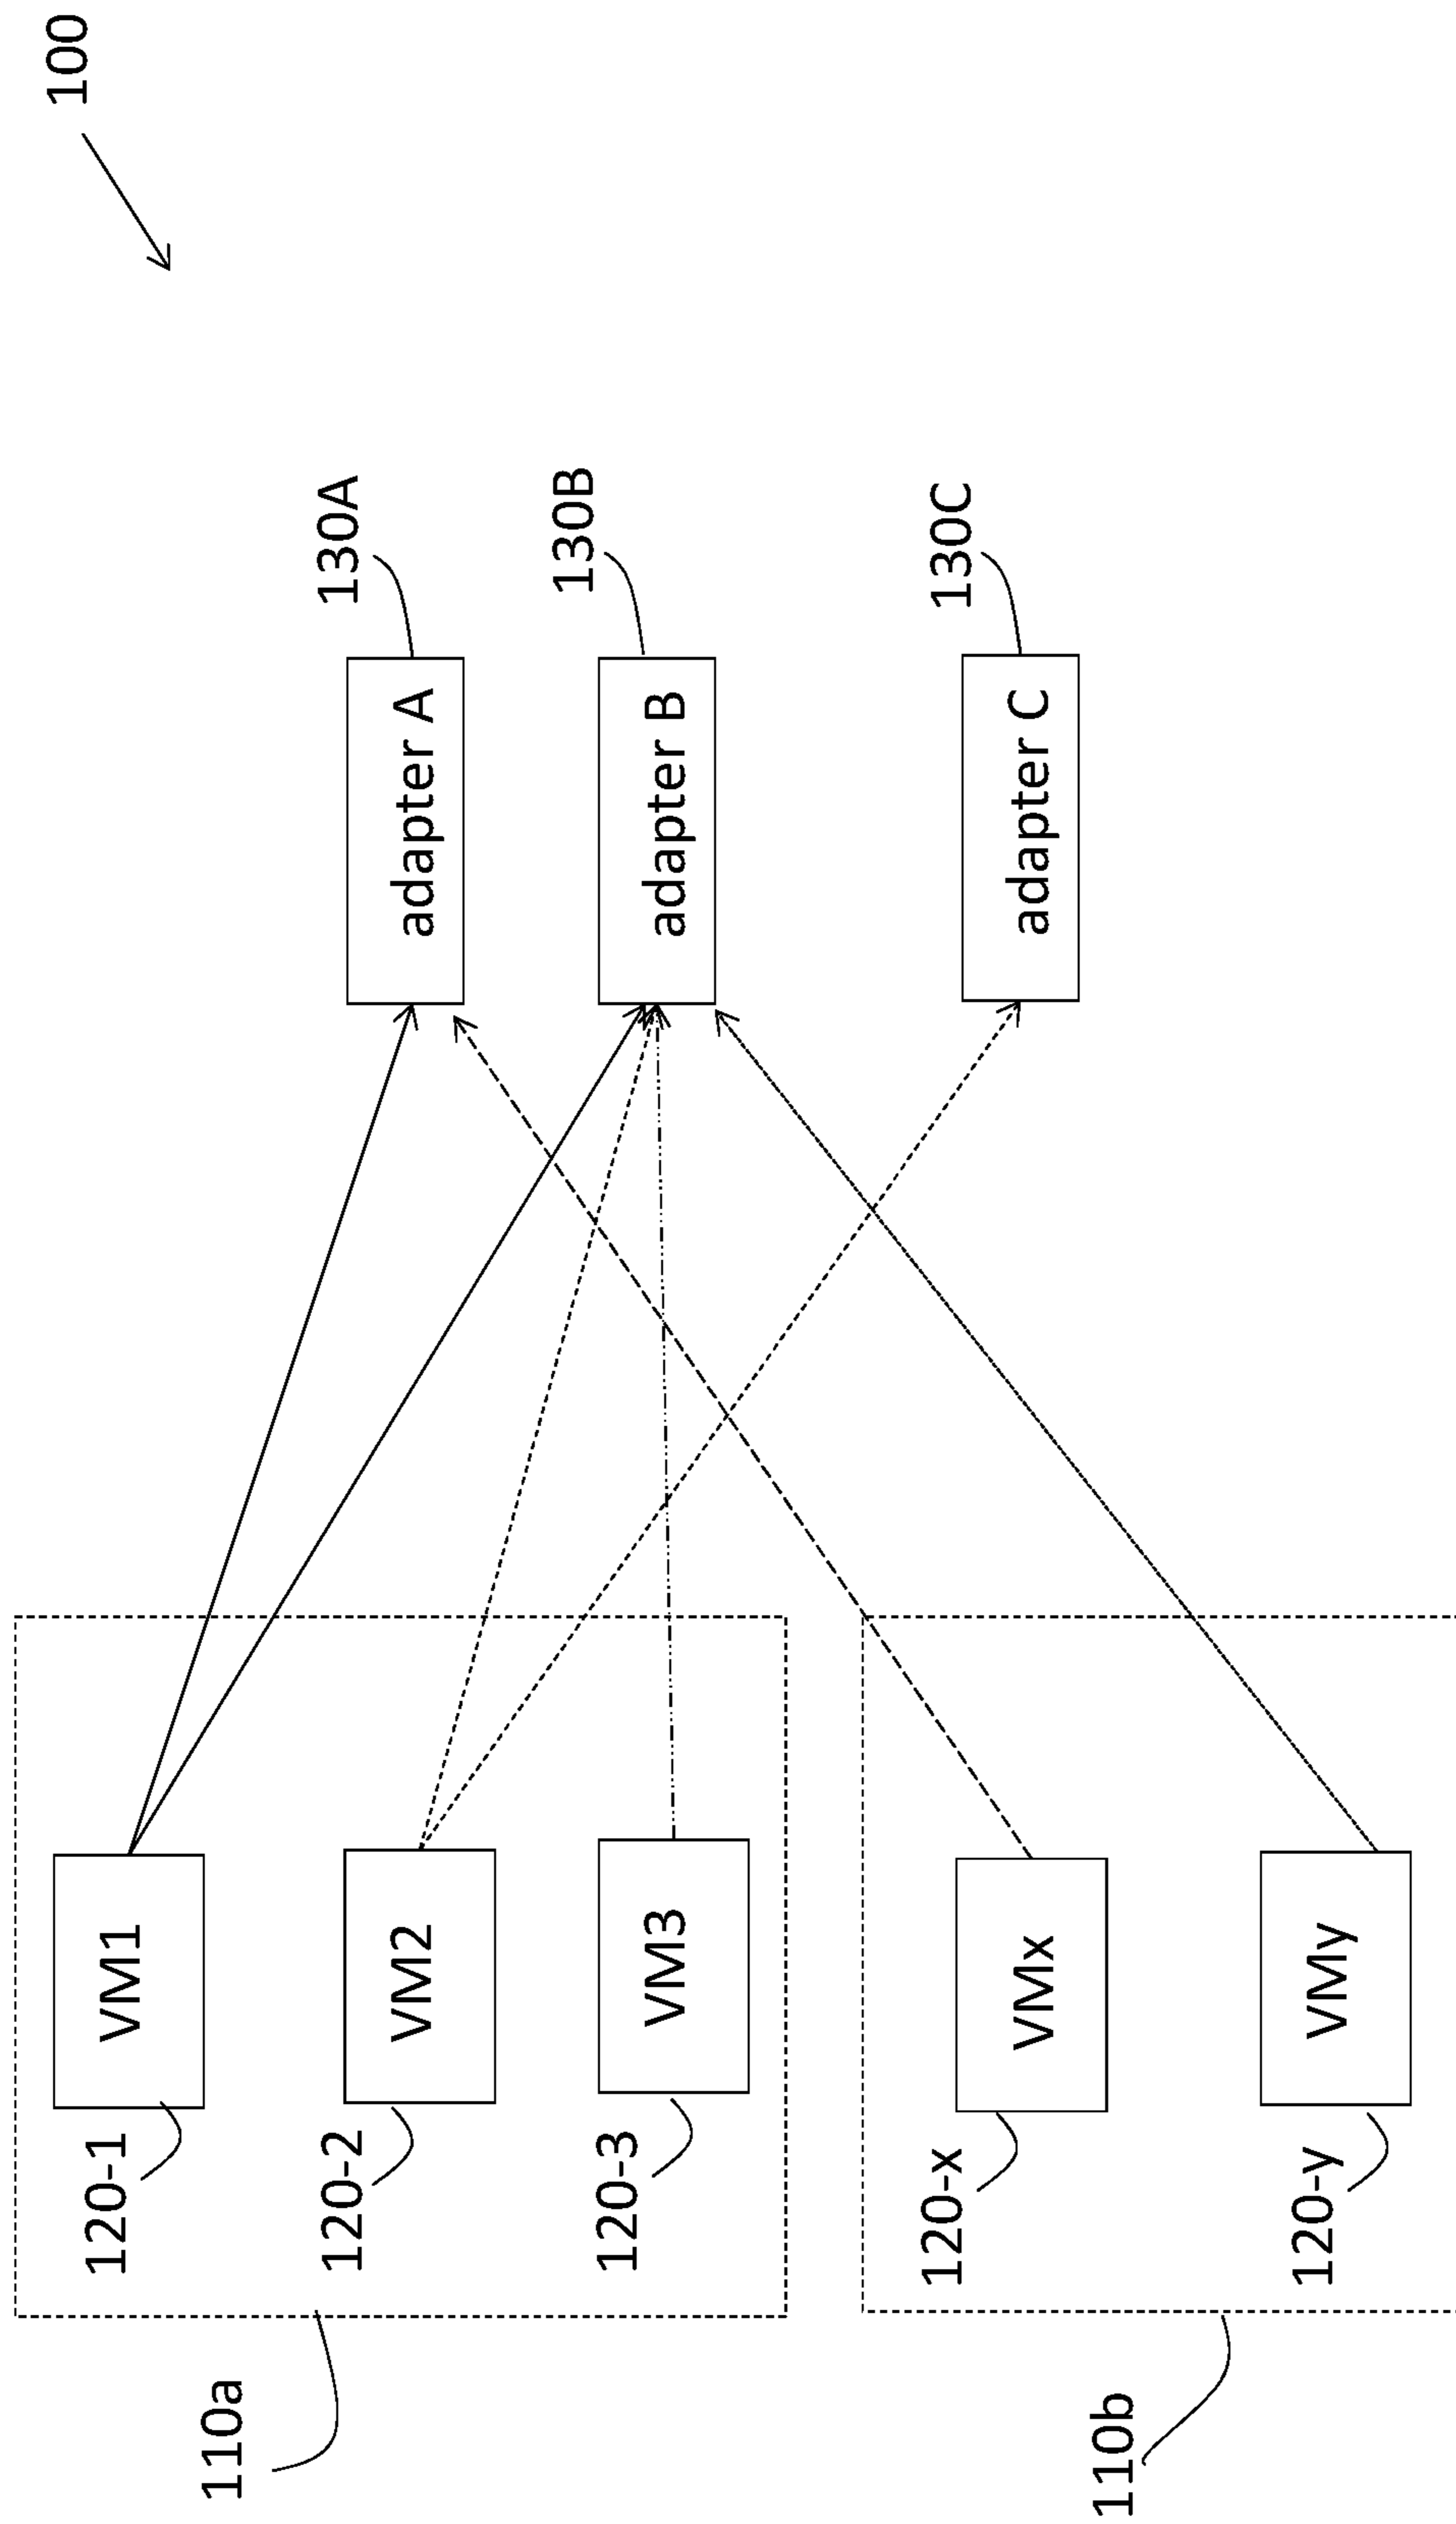 100
110a
120-1
VM1
120-2
VM2
120-3
VM3
130A
adapter A
130B
adapter B
130C
adapter C
110b
120-x
VMx
120-y
VMy